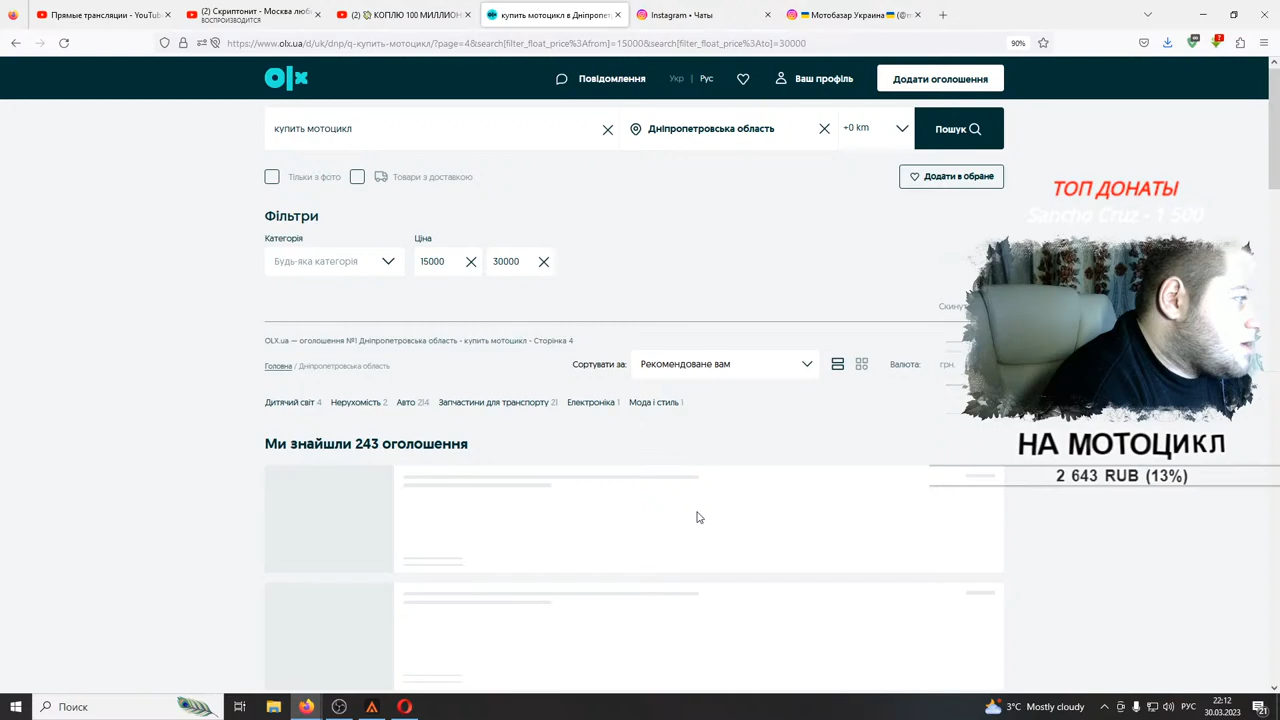 Прямые трансляции - YouTube
(2) Скриптонит - Москва люб
ВОСПРОИЗВОДИТСЯ
(2) КОПЛЮ 100 МИЛЛИОН
купить мотоцикл в Дніпропет
Instagram • Чаты
Мотобазар Украина (@m
https://www.olx.ua/d/uk/dnp/q-купить-мотоцикл/?page=4&search[filter_float_price%3Afrom]=15000&search[filter_float_price%3Ato]=30000
90%
olx
Повідомлення
Укр | Рус
Ваш профіль
Додати оголошення
купить мотоцикл
Дніпропетровська область
+0 km
Пошук
Тільки з фото
Товари з доставкою
Додати в обране
ТОП ДОНАТЫ
Sancho Cruz - 1 500
Фільтри
Категорія
Ціна
Будь-яка категорія
15000
30000
Скинут
OLX.ua — оголошення №1 Дніпропетровська область - купить мотоцикл - Сторінка 4
Головна / Дніпропетровська область
Сортувати за:
Рекомендоване вам
Валюта:
грн.
Дитячий світ 4
Нерухомість 2
Авто 214
Запчастини для транспорту 21
Електроніка 1
Мода і стиль 1
Ми знайшли 243 оголошення
НА МОТОЦИКЛ
2 643 RUB (13%)
Поиск
3°C Mostly cloudy
РУС
22:12
30.03.2023